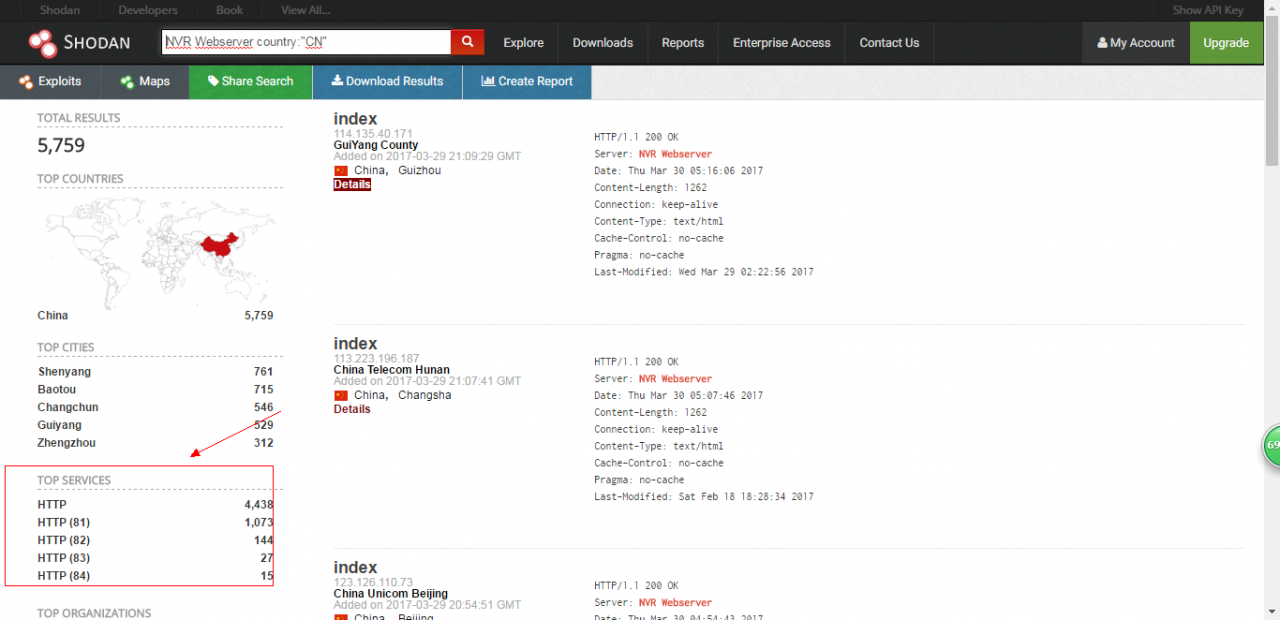 Shodan Developers Book View All... Show API Key
SHODAN NVR Webserver country:"CN" Explore Downloads Reports Enterprise Access Contact Us My Account Upgrade
Exploits Maps Share Search Download Results Create Report
TOTAL RESULTS
5,759
TOP COUNTRIES
China 5,759
TOP CITIES
Shenyang 761
Baotou 715
Changchun 546
Guiyang 529
Zhengzhou 312
TOP SERVICES
HTTP 4,438
HTTP (81) 1,073
HTTP (82) 144
HTTP (83) 27
HTTP (84) 15
TOP ORGANIZATIONS
index
114.135.40.171
GuiYang County
Added on 2017-03-29 21:09:29 GMT
China, Guizhou
Details
HTTP/1.1 200 OK
Server: NVR Webserver
Date: Thu Mar 30 05:16:06 2017
Content-Length: 1262
Connection: keep-alive
Content-Type: text/html
Cache-Control: no-cache
Pragma: no-cache
Last-Modified: Wed Mar 29 02:22:56 2017
index
113.223.196.187
China Telecom Hunan
Added on 2017-03-29 21:07:41 GMT
China, Changsha
Details
HTTP/1.1 200 OK
Server: NVR Webserver
Date: Thu Mar 30 05:07:46 2017
Content-Length: 1262
Connection: keep-alive
Content-Type: text/html
Cache-Control: no-cache
Pragma: no-cache
Last-Modified: Sat Feb 18 18:28:34 2017
index
123.126.110.73
China Unicom Beijing
Added on 2017-03-29 20:54:51 GMT
China, Beijing
HTTP/1.1 200 OK
Server: NVR Webserver
Date: Thu Mar 30 04:54:43 2017
69